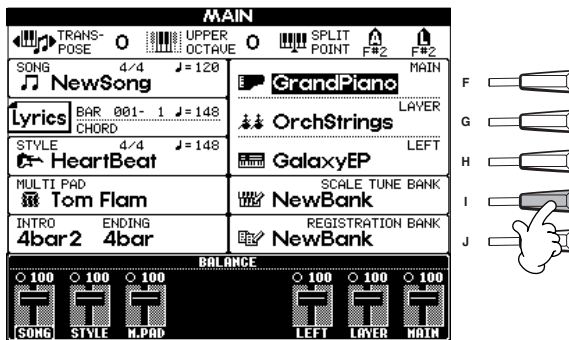 MAIN
TRANS-
POSE 0
UPPER
OCTAVE 0
SPLIT
POINT
A
F#2
L
F#2
SONG 4/4 ♩=120
NewSong
Lyrics
BAR 001- 1 ♩=148
CHORD
STYLE 4/4 ♩=148
HeartBeat
MULTI PAD
Tom Flam
INTRO ENDING
4bar2 4bar
MAIN
GrandPiano
LAYER
OrchStrings
LEFT
GalaxyEP
SCALE TUNE BANK
NewBank
REGISTRATION BANK
NewBank
F
G
H
I
J
BALANCE
100 100 100 100 100 100
SONG STYLE M.PAD LEFT LAYER MAIN